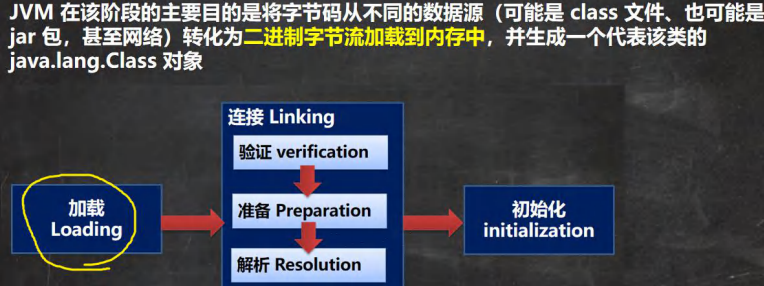 JVM 在该阶段的主要目的是将字节码从不同的数据源（可能是 class 文件、也可能是
jar 包，甚至网络）转化为二进制字节流加载到内存中，并生成一个代表该类的
java.lang.Class 对象
连接 Linking
验证 verification
加载
Loading
准备 Preparation
初始化
initialization
解析 Resolution